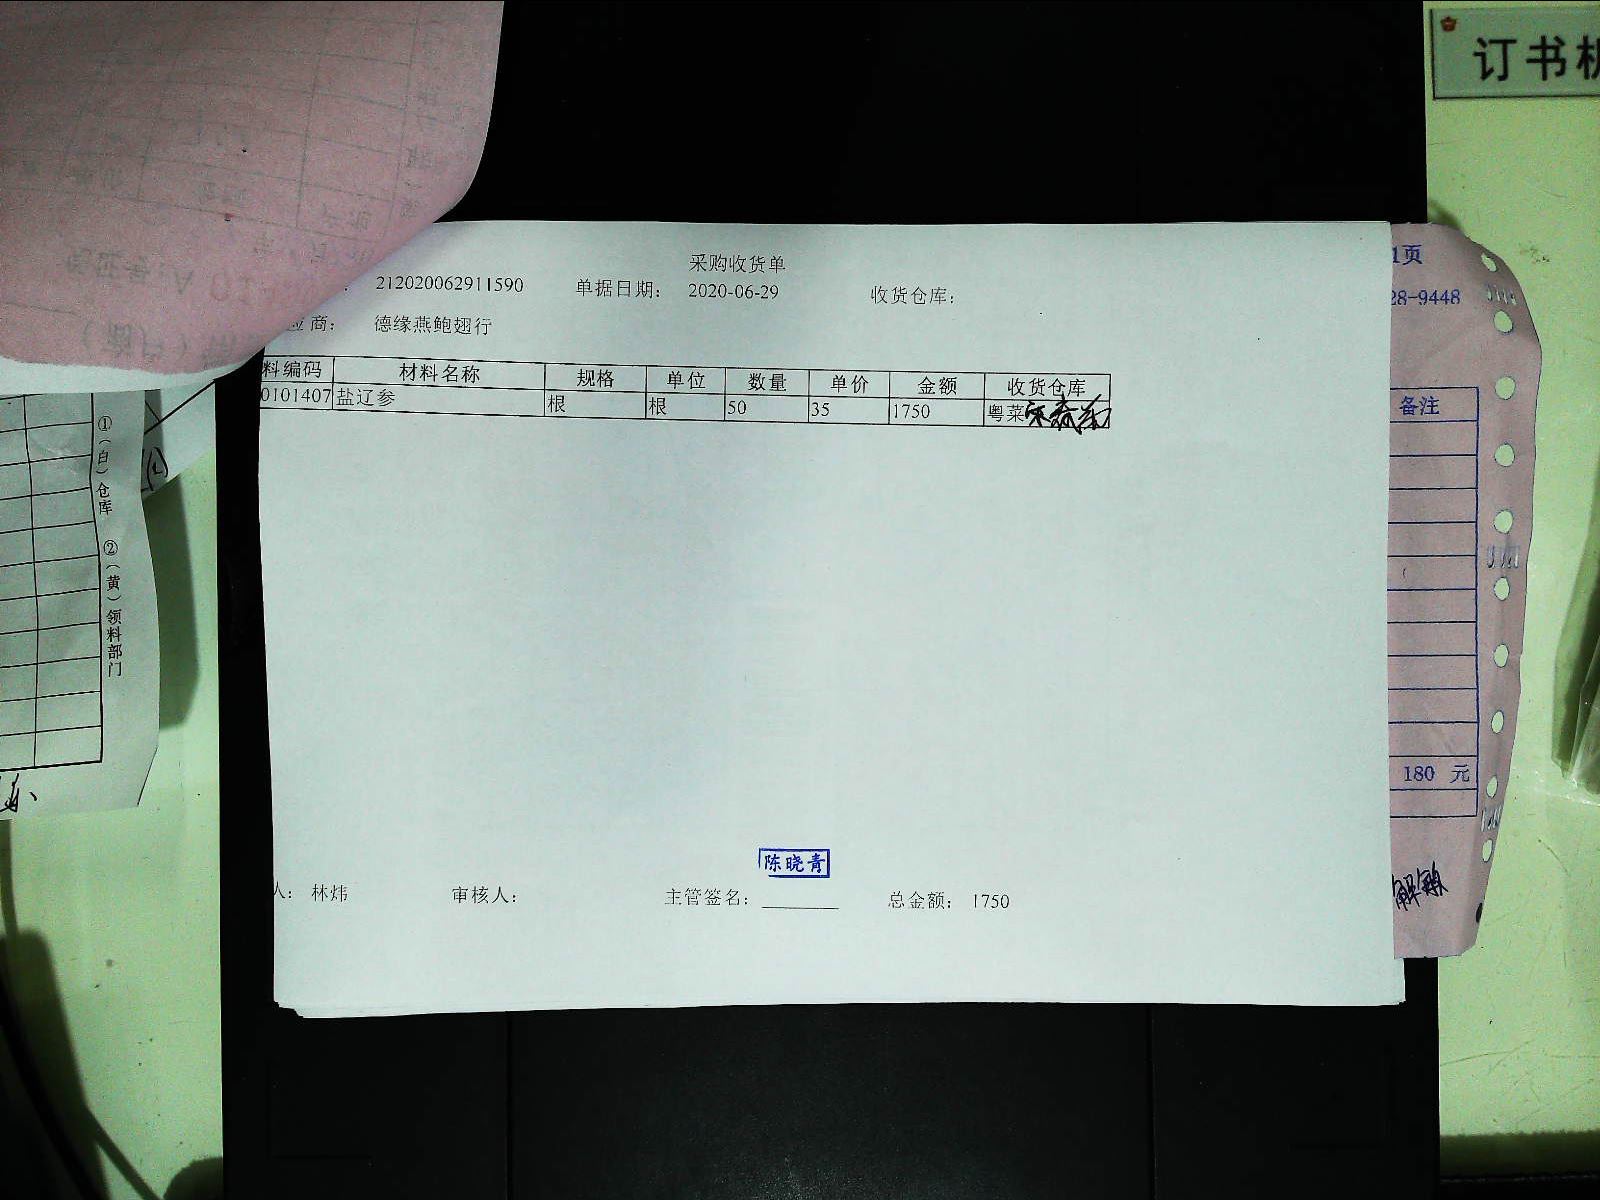 订书机
采购收货单
212020062911590 单据日期： 2020-06-29 收货仓库：
应商： 德缘燕鲍翅行
料编码 材料名称 规格 单位 数量 单价 金额 收货仓库
0101407 盐辽参 根 根 50 35 1750 粤菜
陈晓青
人： 林炜 审核人： 主管签名： 总金额： 1750
1页
28-9448
备注
180 元
①（白）仓库 ②（黄）领料部门